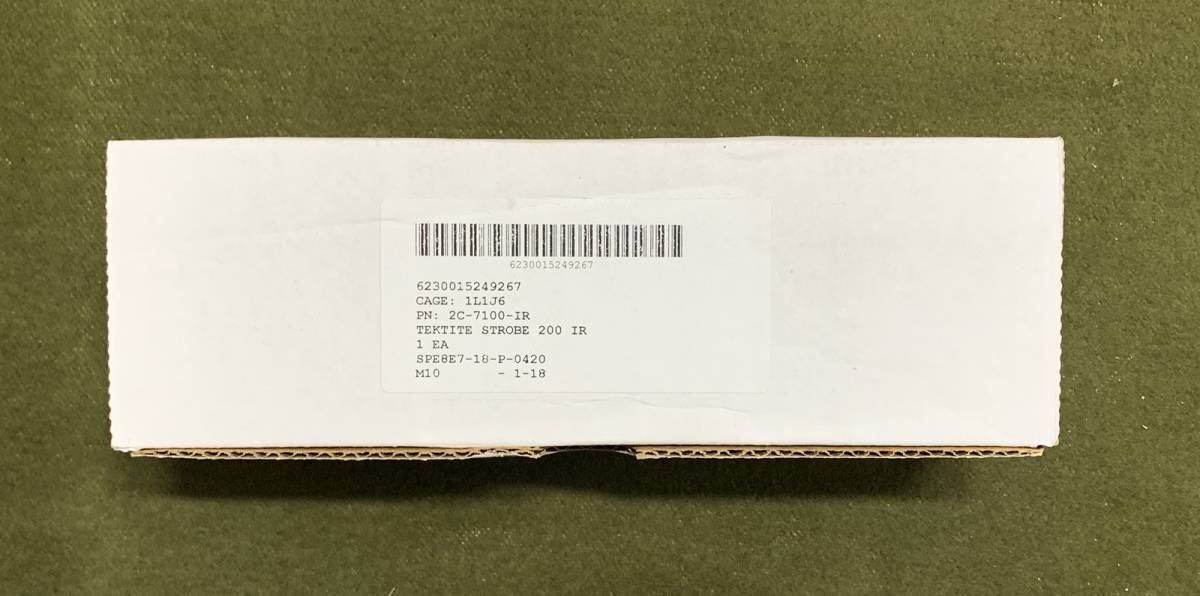 6230015249267
6230015249267
CAGE: 1L1J6
PN: 2C-7100-IR
TEKTITE STROBE 200 IR
1 EA
SPE8E7-18-P-0420
M10 - 1-18